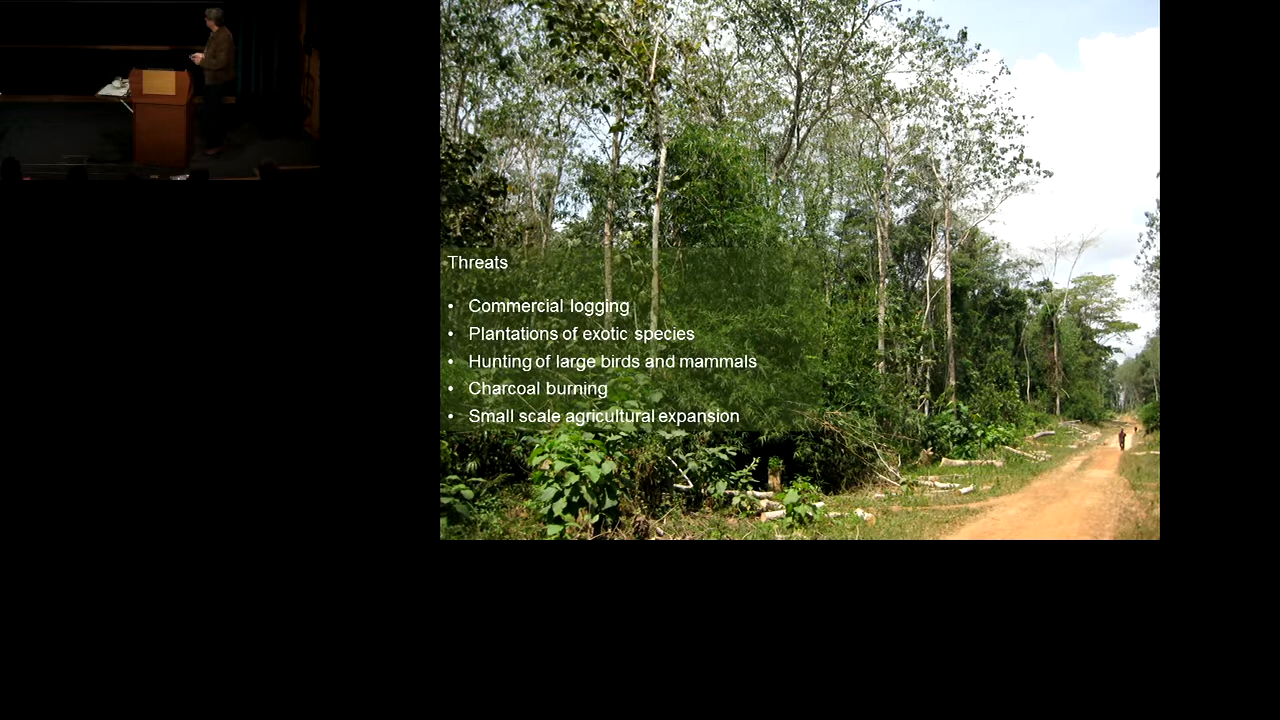 Threats
• Commercial logging
• Plantations of exotic species
• Hunting of large birds and mammals
• Charcoal burning
• Small scale agricultural expansion